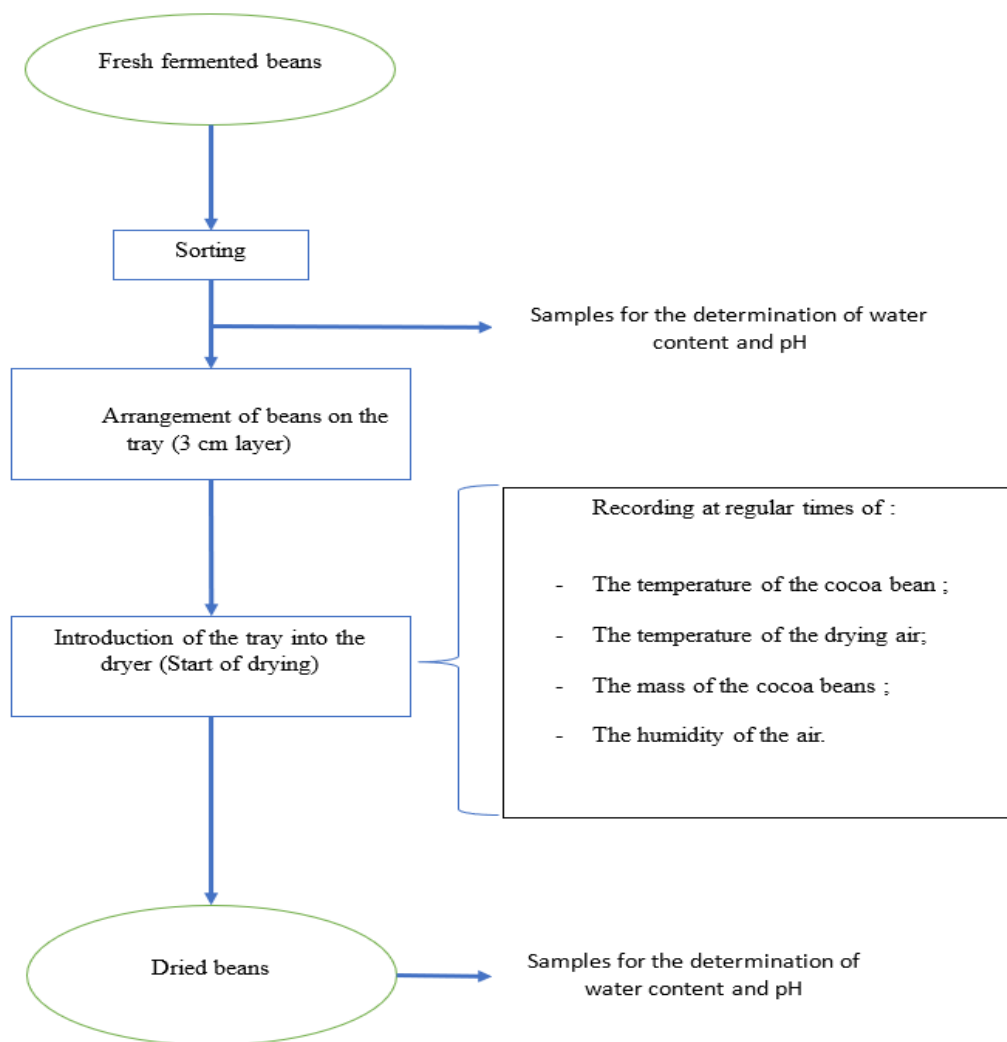 Fresh fermented beans
Sorting
Samples for the determination of water
content and pH
Arrangement of beans on the
tray (3 cm layer)
Recording at regular times of :
- The temperature of the cocoa bean ;
- The temperature of the drying air;
- The mass of the cocoa beans ;
- The humidity of the air.
Introduction of the tray into the
dryer (Start of drying)
Dried beans
Samples for the determination of
water content and pH